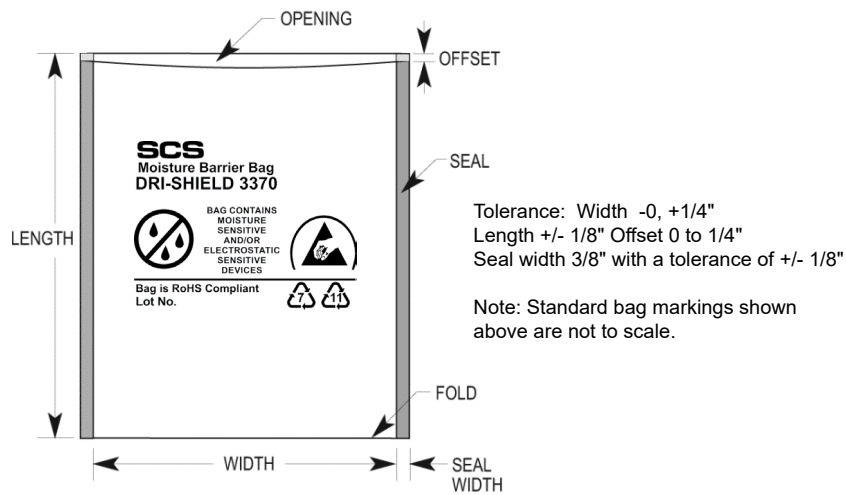 OPENING
OFFSET
SCS
Moisture Barrier Bag
DRI-SHIELD 3370
SEAL
BAG CONTAINS
MOISTURE
SENSITIVE
AND/OR
ELECTROSTATIC
SENSITIVE
DEVICES
LENGTH
Bag is RoHS Compliant
Lot No.
7 11
Tolerance: Width -0, +1/4"
Length +/- 1/8" Offset 0 to 1/4"
Seal width 3/8" with a tolerance of +/- 1/8"
Note: Standard bag markings shown
above are not to scale.
FOLD
WIDTH
SEAL
WIDTH